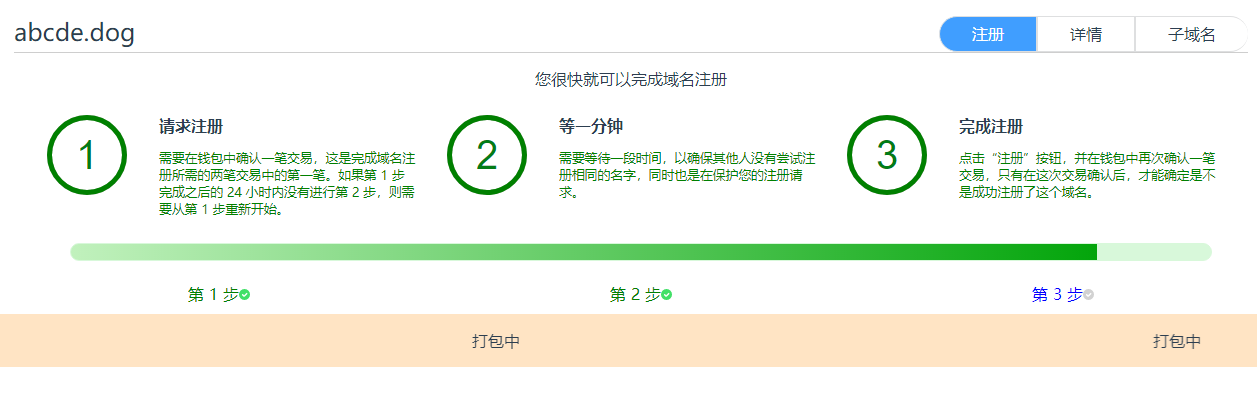 abcde.dog
注册 详情 子域名
您很快就可以完成域名注册
1
请求注册
需要在钱包中确认一笔交易，这是完成域名注
册所需的两笔交易中的第一笔。如果第 1 步
完成之后的 24 小时内没有进行第 2 步，则需
要从第 1 步重新开始。
2
等一分钟
需要等待一段时间，以确保其他人没有尝试注
册相同的名字，同时也是在保护您的注册请
求。
3
完成注册
点击“注册”按钮，并在钱包中再次确认一笔
交易，只有在这次交易确认后，才能确定是不
是成功注册了这个域名。
第 1 步 第 2 步 第 3 步
打包中 打包中